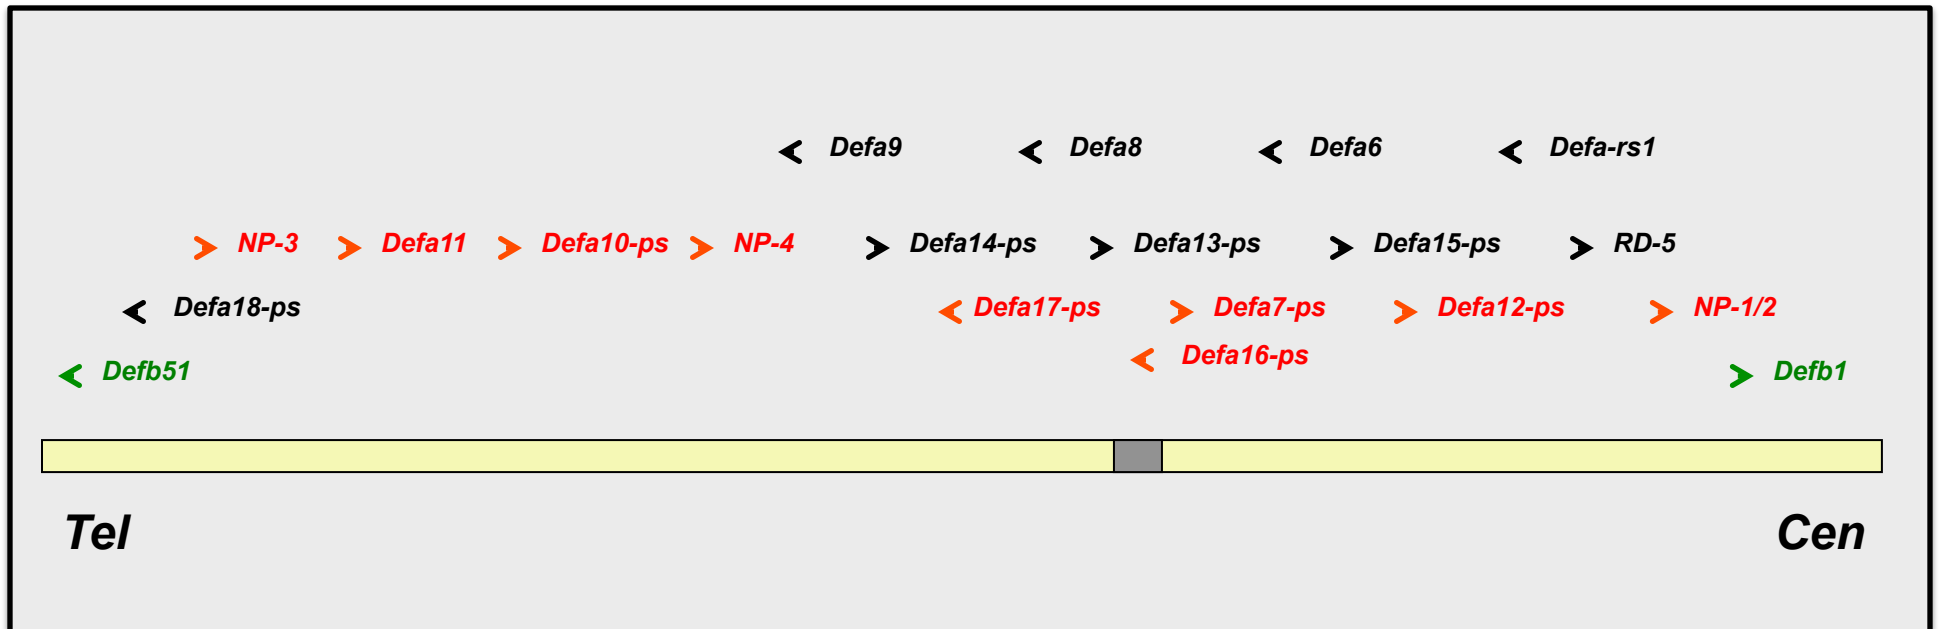 Defa9 Defa8 Defa6 Defa-rs1
NP-3 Defa11 Defa10-ps NP-4 Defa14-ps Defa13-ps Defa15-ps RD-5
Defa18-ps Defa17-ps Defa7-ps Defa12-ps NP-1/2
Defa16-ps
Defb51 Defb1
Tel Cen